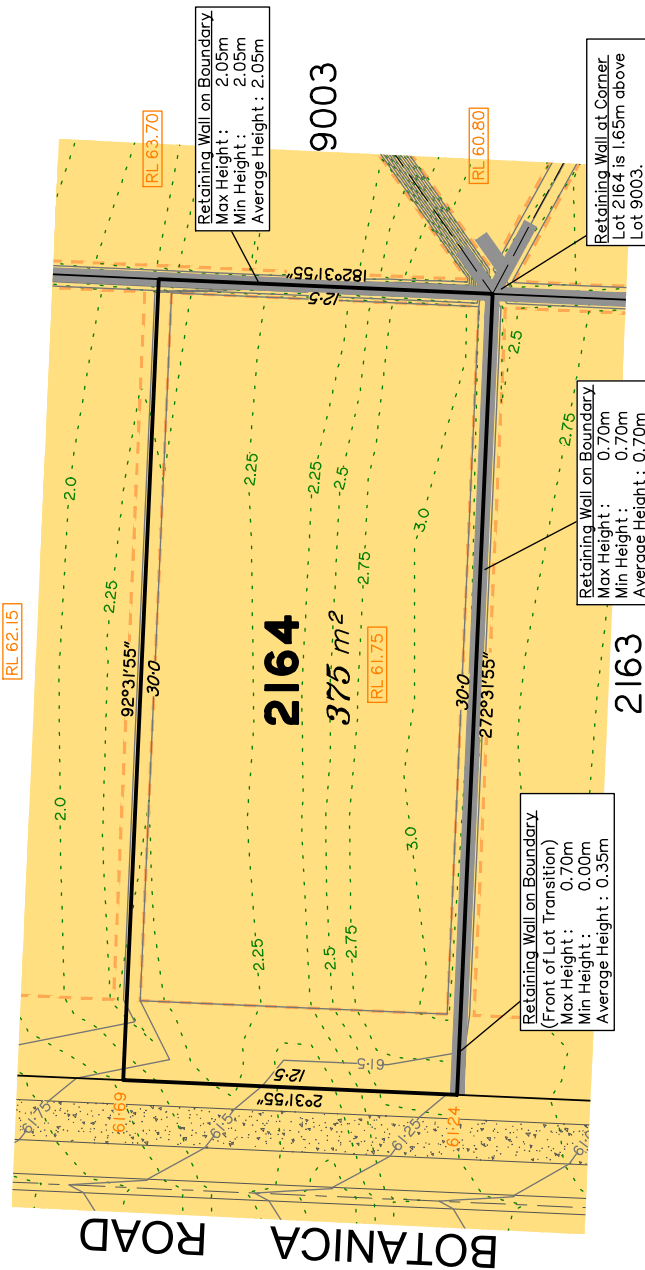 Retaining Wall on Boundary
Max Height : 2.05m
Min Height : 2.05m
Average Height : 2.05m
9003
RL 63.70
RL 60.80
Retaining Wall at Corner
Lot 2164 is 1.65m above
Lot 9003.
182°31'55"
12·5
2.5
2.0
2.25
2.25
2.25
2.5
2.75
3.0
2.75
Retaining Wall on Boundary
Max Height : 0.70m
Min Height : 0.70m
Average Height : 0.70m
RL 62.15
92°31'55"
30·0
2164
375 m²
RL 61.75
30·0
272°31'55"
2163
2.0
2.25
2.5
2.75
3.0
Retaining Wall on Boundary
(Front of Lot Transition)
Max Height : 0.70m
Min Height : 0.00m
Average Height : 0.35m
61·5
12·5
2°31'55"
61.69
61.24
61·75
61·5
61·25
BOTANICA ROAD